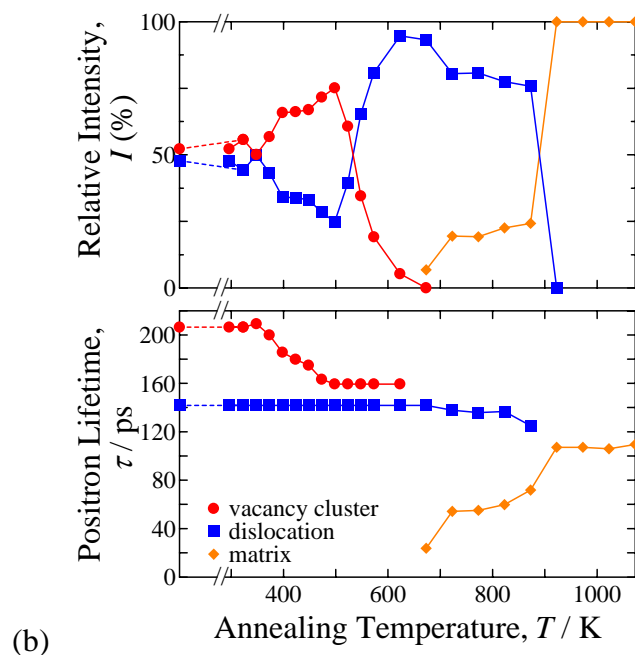 100
50
0
Relative Intensity,
I (%)
200
160
120
80
40
0
Positron Lifetime,
τ / ps
vacancy cluster
dislocation
matrix
400 600 800 1000
Annealing Temperature, T / K
(b)